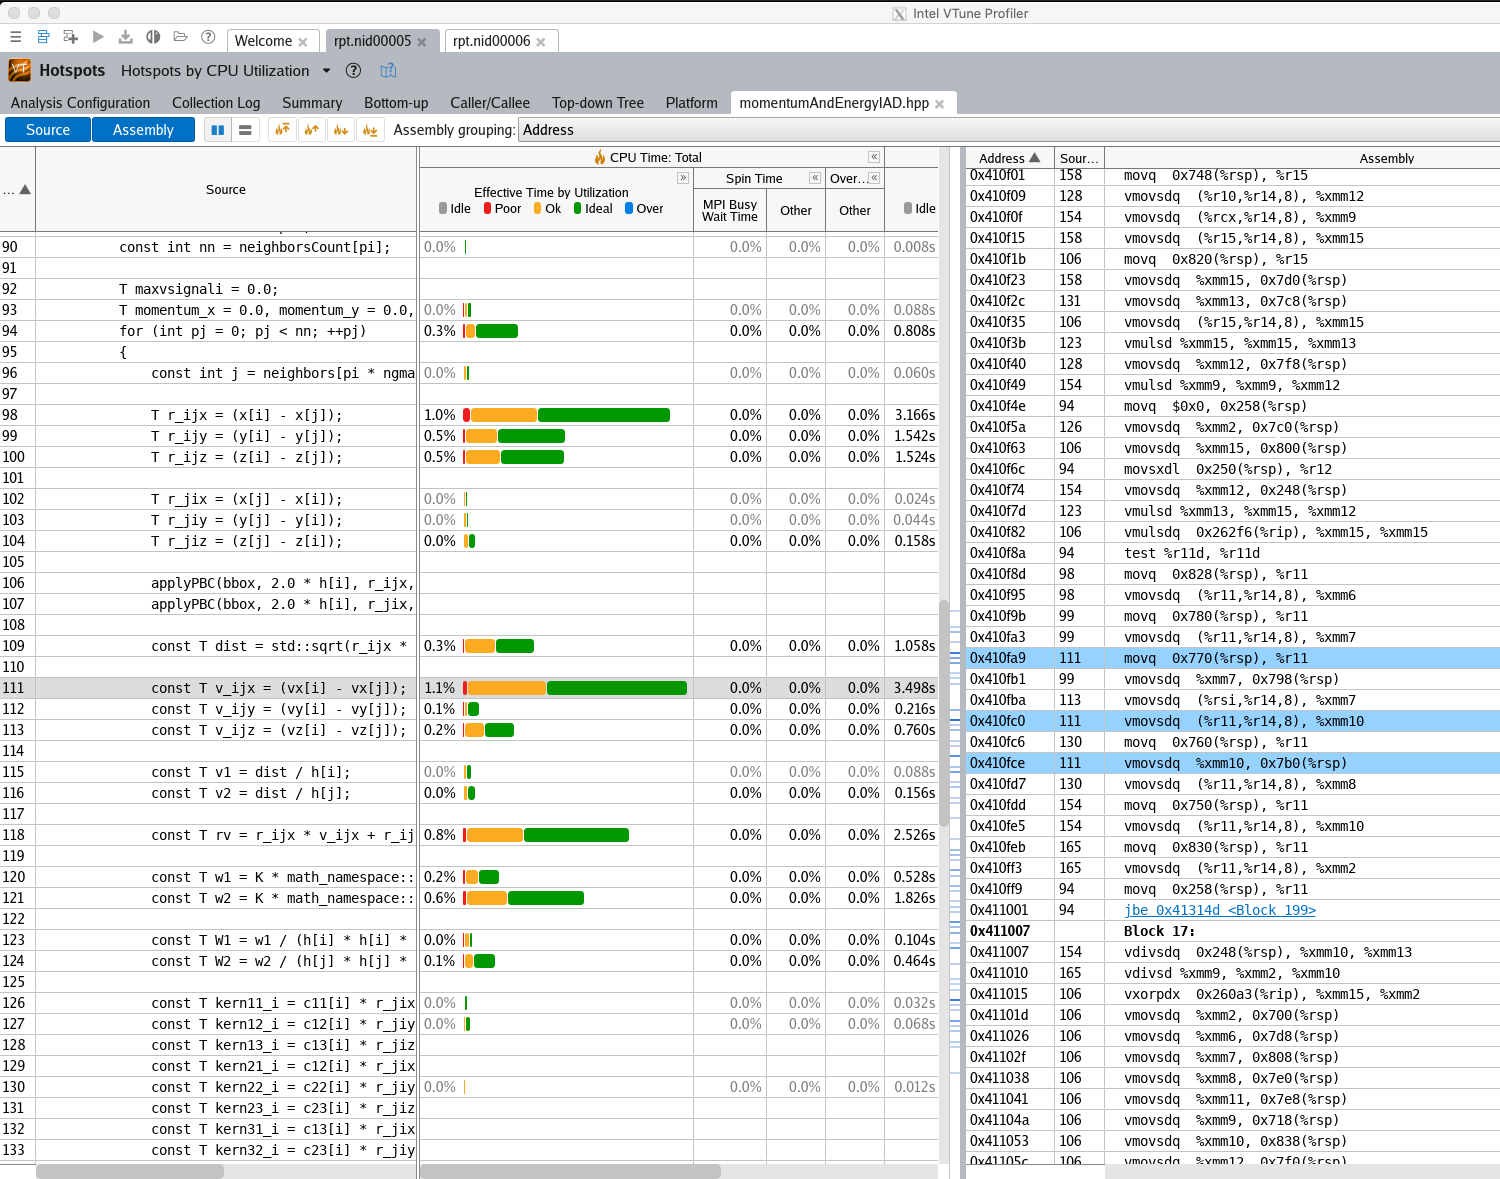 Intel VTune Profiler
Welcome rpt.nid00005 rpt.nid00006
Hotspots Hotspots by CPU Utilization
Analysis Configuration Collection Log Summary Bottom-up Caller/Callee Top-down Tree Platform momentumAndEnergyIAD.hpp
Source Assembly Assembly grouping: Address
... Source
CPU Time: Total
Effective Time by Utilization
Idle Poor Ok Ideal Over
Spin Time Over...
MPI Busy Wait Time Other Other Idle
90 const int nn = neighborsCount[pi]; 0.0% 0.0% 0.0% 0.0% 0.008s
91
92 T maxvsignali = 0.0;
93 T momentum_x = 0.0, momentum_y = 0.0, 0.0% 0.0% 0.0% 0.0% 0.088s
94 for (int pj = 0; pj < nn; ++pj) 0.3% 0.0% 0.0% 0.0% 0.808s
95 {
96 const int j = neighbors[pi * ngma 0.0% 0.0% 0.0% 0.0% 0.060s
97
98 T r_ijx = (x[i] - x[j]); 1.0% 0.0% 0.0% 0.0% 3.166s
99 T r_ijy = (y[i] - y[j]); 0.5% 0.0% 0.0% 0.0% 1.542s
100 T r_ijz = (z[i] - z[j]); 0.5% 0.0% 0.0% 0.0% 1.524s
101
102 T r_jix = (x[j] - x[i]); 0.0% 0.0% 0.0% 0.0% 0.024s
103 T r_jiy = (y[j] - y[i]); 0.0% 0.0% 0.0% 0.0% 0.044s
104 T r_jiz = (z[j] - z[i]); 0.0% 0.0% 0.0% 0.0% 0.158s
105
106 applyPBC(bbox, 2.0 * h[i], r_ijx,
107 applyPBC(bbox, 2.0 * h[i], r_jix,
108
109 const T dist = std::sqrt(r_ijx * 0.3% 0.0% 0.0% 0.0% 1.058s
110
111 const T v_ijx = (vx[i] - vx[j]); 1.1% 0.0% 0.0% 0.0% 3.498s
112 const T v_ijy = (vy[i] - vy[j]); 0.1% 0.0% 0.0% 0.0% 0.216s
113 const T v_ijz = (vz[i] - vz[j]); 0.2% 0.0% 0.0% 0.0% 0.760s
114
115 const T v1 = dist / h[i]; 0.0% 0.0% 0.0% 0.0% 0.088s
116 const T v2 = dist / h[j]; 0.0% 0.0% 0.0% 0.0% 0.156s
117
118 const T rv = r_ijx * v_ijx + r_ij 0.8% 0.0% 0.0% 0.0% 2.526s
119
120 const T w1 = K * math_namespace:: 0.2% 0.0% 0.0% 0.0% 0.528s
121 const T w2 = K * math_namespace:: 0.6% 0.0% 0.0% 0.0% 1.826s
122
123 const T W1 = w1 / (h[i] * h[i] * 0.0% 0.0% 0.0% 0.0% 0.104s
124 const T W2 = w2 / (h[j] * h[j] * 0.1% 0.0% 0.0% 0.0% 0.464s
125
126 const T kern11_i = c11[i] * r_jix 0.0% 0.0% 0.0% 0.0% 0.032s
127 const T kern12_i = c12[i] * r_jiy 0.0% 0.0% 0.0% 0.0% 0.068s
128 const T kern13_i = c13[i] * r_jiz
129 const T kern21_i = c12[i] * r_jix
130 const T kern22_i = c22[i] * r_jiy 0.0% 0.0% 0.0% 0.0% 0.012s
131 const T kern23_i = c23[i] * r_jiz
132 const T kern31_i = c13[i] * r_jix
133 const T kern32_i = c23[i] * r_jiy
Address Sour... Assembly
0x410f01 158 movq 0x748(%rsp), %r15
0x410f09 128 vmovsdq (%r10,%r14,8), %xmm12
0x410f0f 154 vmovsdq (%rcx,%r14,8), %xmm9
0x410f15 158 vmovsdq (%r15,%r14,8), %xmm15
0x410f1b 106 movq 0x820(%rsp), %r15
0x410f23 158 vmovsdq %xmm15, 0x7d0(%rsp)
0x410f2c 131 vmovsdq %xmm13, 0x7c8(%rsp)
0x410f35 106 vmovsdq (%r15,%r14,8), %xmm15
0x410f3b 123 vmulsd %xmm15, %xmm15, %xmm13
0x410f40 128 vmovsdq %xmm12, 0x7f8(%rsp)
0x410f49 154 vmulsd %xmm9, %xmm9, %xmm12
0x410f4e 94 movq $0x0, 0x258(%rsp)
0x410f5a 126 vmovsdq %xmm2, 0x7c0(%rsp)
0x410f63 106 vmovsdq %xmm15, 0x800(%rsp)
0x410f6c 94 movsxdl 0x250(%rsp), %r12
0x410f74 154 vmovsdq %xmm12, 0x248(%rsp)
0x410f7d 123 vmulsd %xmm13, %xmm15, %xmm12
0x410f82 106 vmulsdq 0x262f6(%rip), %xmm15, %xmm15
0x410f8a 94 test %r11d, %r11d
0x410f8d 98 movq 0x828(%rsp), %r11
0x410f95 98 vmovsdq (%r11,%r14,8), %xmm6
0x410f9b 99 movq 0x780(%rsp), %r11
0x410fa3 99 vmovsdq (%r11,%r14,8), %xmm7
0x410fa9 111 movq 0x770(%rsp), %r11
0x410fb1 99 vmovsdq %xmm7, 0x798(%rsp)
0x410fba 113 vmovsdq (%rsi,%r14,8), %xmm7
0x410fc0 111 vmovsdq (%r11,%r14,8), %xmm10
0x410fc6 130 movq 0x760(%rsp), %r11
0x410fce 111 vmovsdq %xmm10, 0x7b0(%rsp)
0x410fd7 130 vmovsdq (%r11,%r14,8), %xmm8
0x410fdd 154 movq 0x750(%rsp), %r11
0x410fe5 154 vmovsdq (%r11,%r14,8), %xmm10
0x410feb 165 movq 0x830(%rsp), %r11
0x410ff3 165 vmovsdq (%r11,%r14,8), %xmm2
0x410ff9 94 movq 0x258(%rsp), %r11
0x411001 94 jbe 0x41314d <Block 199>
0x411007 Block 17:
0x411007 154 vdivsdq 0x248(%rsp), %xmm10, %xmm13
0x411010 165 vdivsd %xmm9, %xmm2, %xmm10
0x411015 106 vxorpdx 0x260a3(%rip), %xmm15, %xmm2
0x41101d 106 vmovsdq %xmm2, 0x700(%rsp)
0x411026 106 vmovsdq %xmm6, 0x7d8(%rsp)
0x41102f 106 vmovsdq %xmm7, 0x808(%rsp)
0x411038 106 vmovsdq %xmm8, 0x7e0(%rsp)
0x411041 106 vmovsdq %xmm11, 0x7e8(%rsp)
0x41104a 106 vmovsdq %xmm9, 0x718(%rsp)
0x411053 106 vmovsdq %xmm10, 0x838(%rsp)
0x41105c 106 vmovsdq %xmm12, 0x7f0(%rsp)